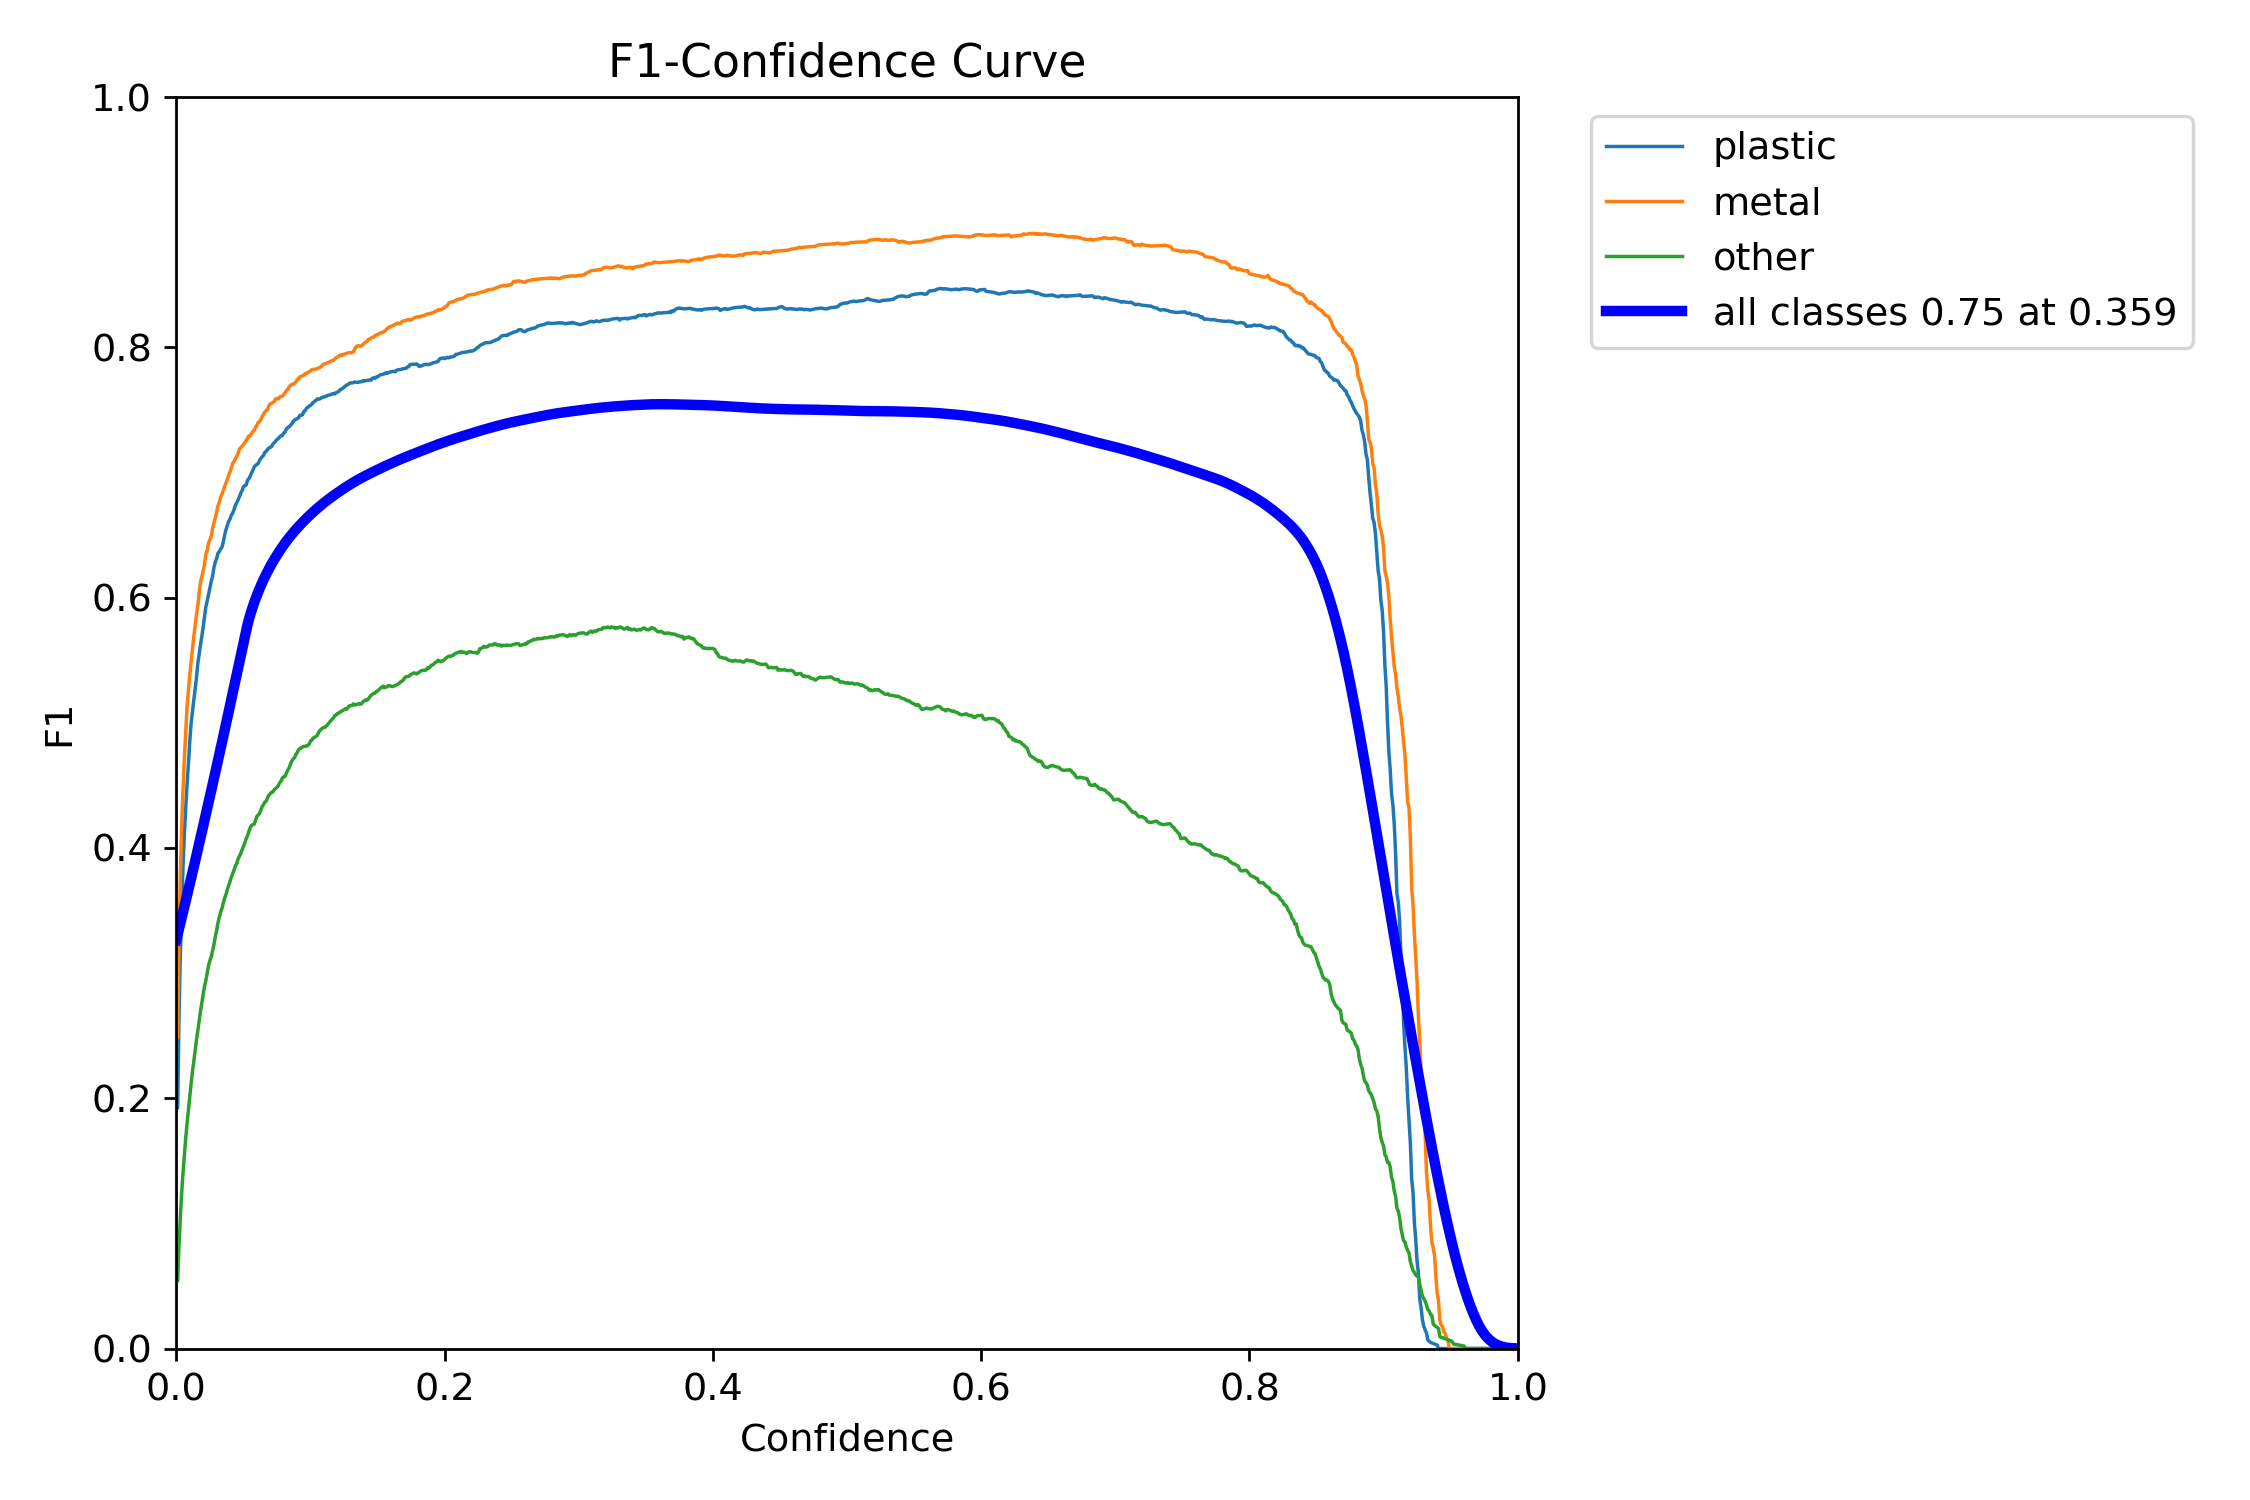 F1-Confidence Curve
1.0
0.8
0.6
0.4
0.2
0.0
F1
0.0 0.2 0.4 0.6 0.8 1.0
Confidence
plastic
metal
other
all classes 0.75 at 0.359